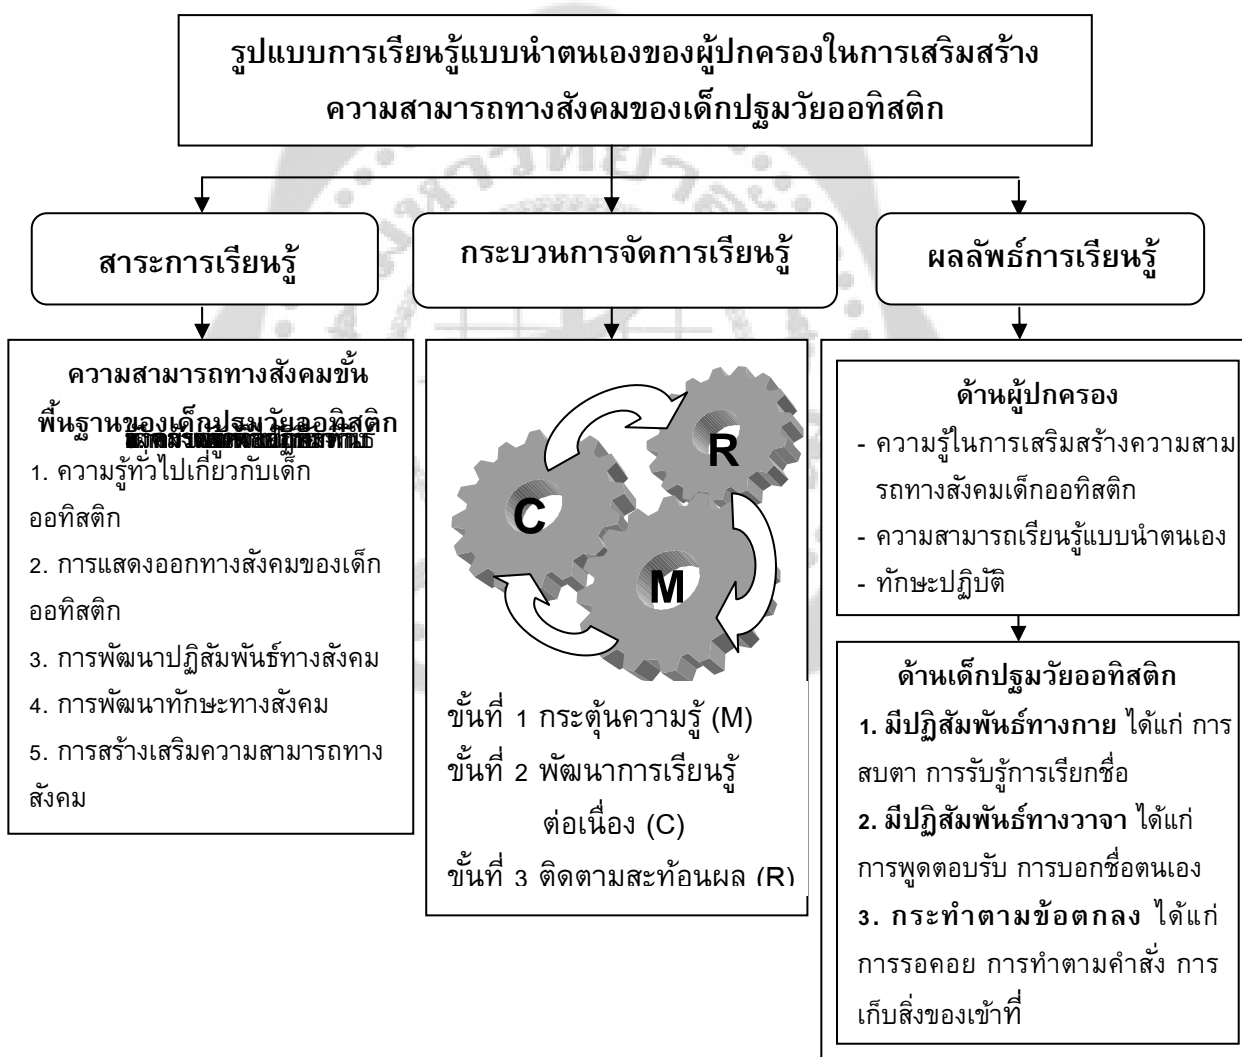 รูปแบบการเรียนรู้แบบนำตนเองของผู้ปกครองในการเสริมสร้าง
ความสามารถทางสังคมของเด็กปฐมวัยออทิสติก
สาระการเรียนรู้
กระบวนการจัดการเรียนรู้
ผลลัพธ์การเรียนรู้
ความสามารถทางสังคมขั้น
พื้นฐานของเด็กปฐมวัยออทิสติก
1. ความรู้ทั่วไปเกี่ยวกับเด็ก
ออทิสติก
2. การแสดงออกทางสังคมของเด็ก
ออทิสติก
3. การพัฒนาปฏิสัมพันธ์ทางสังคม
4. การพัฒนาทักษะทางสังคม
5. การสร้างเสริมความสามารถทาง
สังคม
R
C
M
ขั้นที่ 1 กระตุ้นความรู้ (M)
ขั้นที่ 2 พัฒนาการเรียนรู้
ต่อเนื่อง (C)
ขั้นที่ 3 ติดตามสะท้อนผล (R)
ด้านผู้ปกครอง
- ความรู้ในการเสริมสร้างความสาม
รถทางสังคมเด็กออทิสติก
- ความสามารถเรียนรู้แบบนำตนเอง
- ทักษะปฏิบัติ
ด้านเด็กปฐมวัยออทิสติก
1. มีปฏิสัมพันธ์ทางกาย ได้แก่ การ
สบตา การรับรู้การเรียกชื่อ
2. มีปฏิสัมพันธ์ทางวาจา ได้แก่
การพูดตอบรับ การบอกชื่อตนเอง
3. กระทำตามข้อตกลง ได้แก่
การรอคอย การทำตามคำสั่ง การ
เก็บสิ่งของเข้าที่